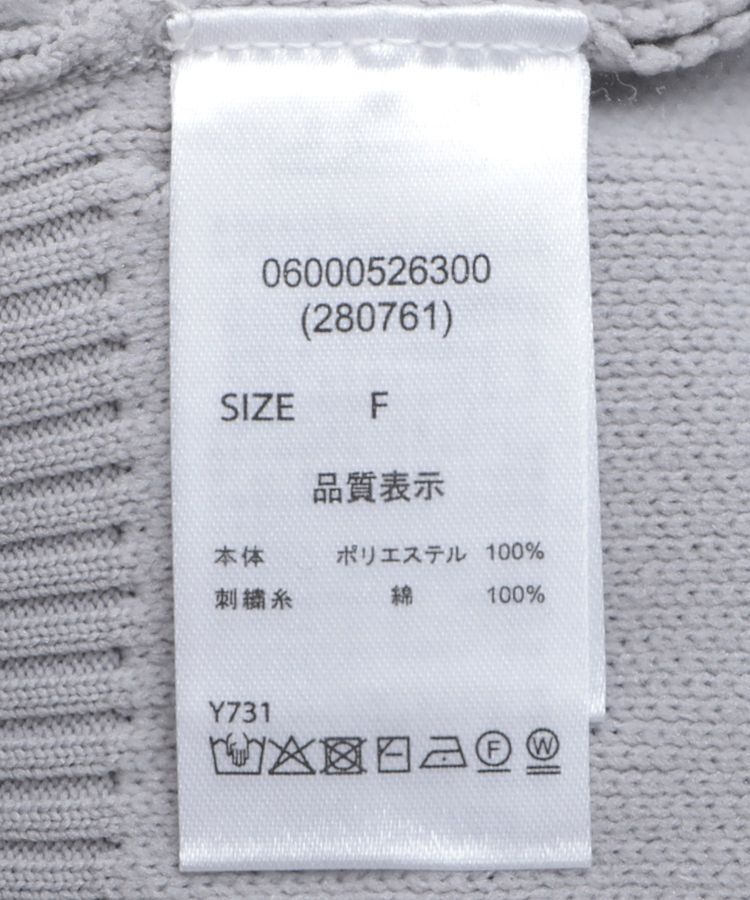 06000526300
(280761)
SIZE F
品質表示
本体 ポリエステル 100%
刺繍糸 綿 100%
Y731
F W